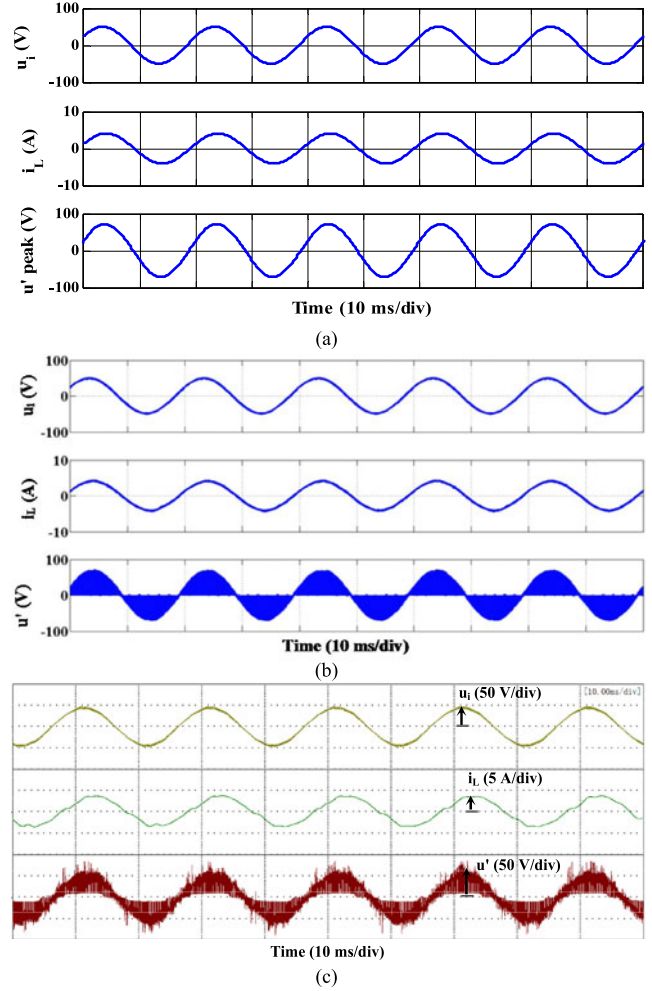 100
0
-100
u_i (V)
10
0
-10
i_L (A)
100
0
-100
u' peak (V)
Time (10 ms/div)
(a)
100
0
-100
u_i (V)
10
0
-10
i_L (A)
100
0
-100
u' (V)
Time (10 ms/div)
(b)
[10.00ms/div]
u_i (50 V/div)
i_L (5 A/div)
u' (50 V/div)
Time (10 ms/div)
(c)